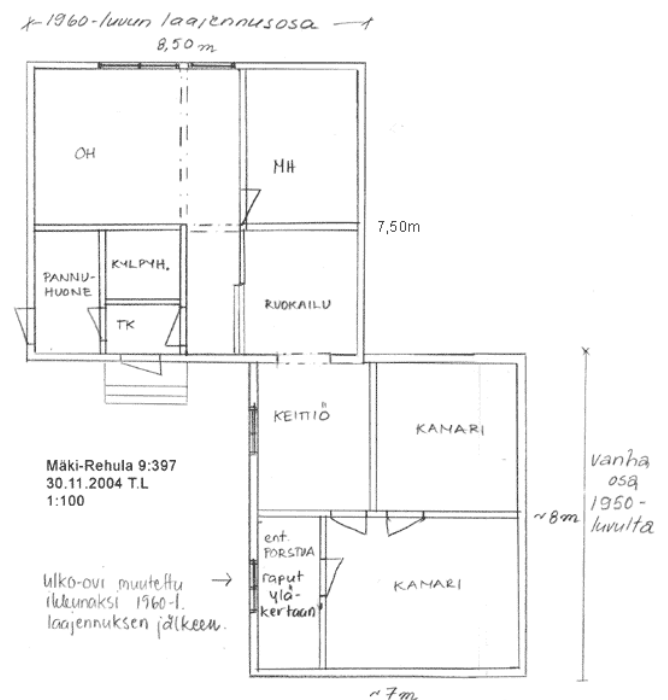 1960-luvun laajennusosa
8,50 m
OH
MH
7,50m
PANNU-
HUONE
KYLPYH.
TK
RUOKAILU
KEITTIÖ
KAMARI
Mäki-Rehula 9:397
30.11.2004 T.L
1:100
vanha
osa
1950-
luvulta
~8m
ent.
PORSTUA
raput
ylä-
kertaan
KAMARI
ulko-ovi muutettu
ikkunaksi 1960-l.
laajennuksen jälkeen.
~7m